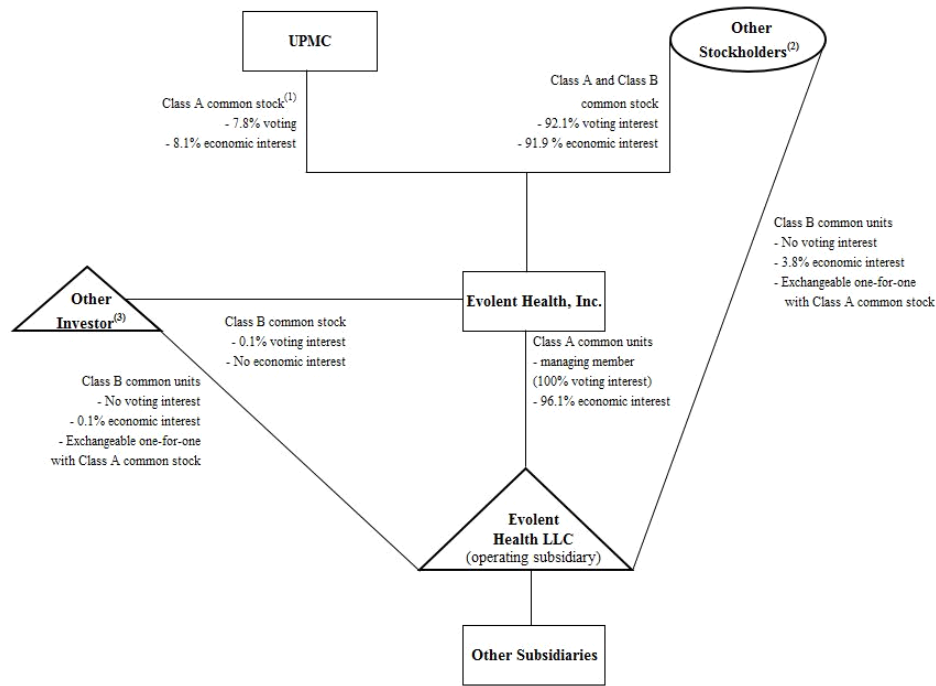 UPMC
Other
Stockholders(2)
Class A common stock(1)
- 7.8% voting
- 8.1% economic interest
Class A and Class B
common stock
- 92.1% voting interest
- 91.9 % economic interest
Class B common units
- No voting interest
- 3.8% economic interest
- Exchangeable one-for-one
with Class A common stock
Other
Investor(3)
Evolent Health, Inc.
Class B common stock
- 0.1% voting interest
- No economic interest
Class A common units
- managing member
(100% voting interest)
- 96.1% economic interest
Class B common units
- No voting interest
- 0.1% economic interest
- Exchangeable one-for-one
with Class A common stock
Evolent
Health LLC
(operating subsidiary)
Other Subsidiaries